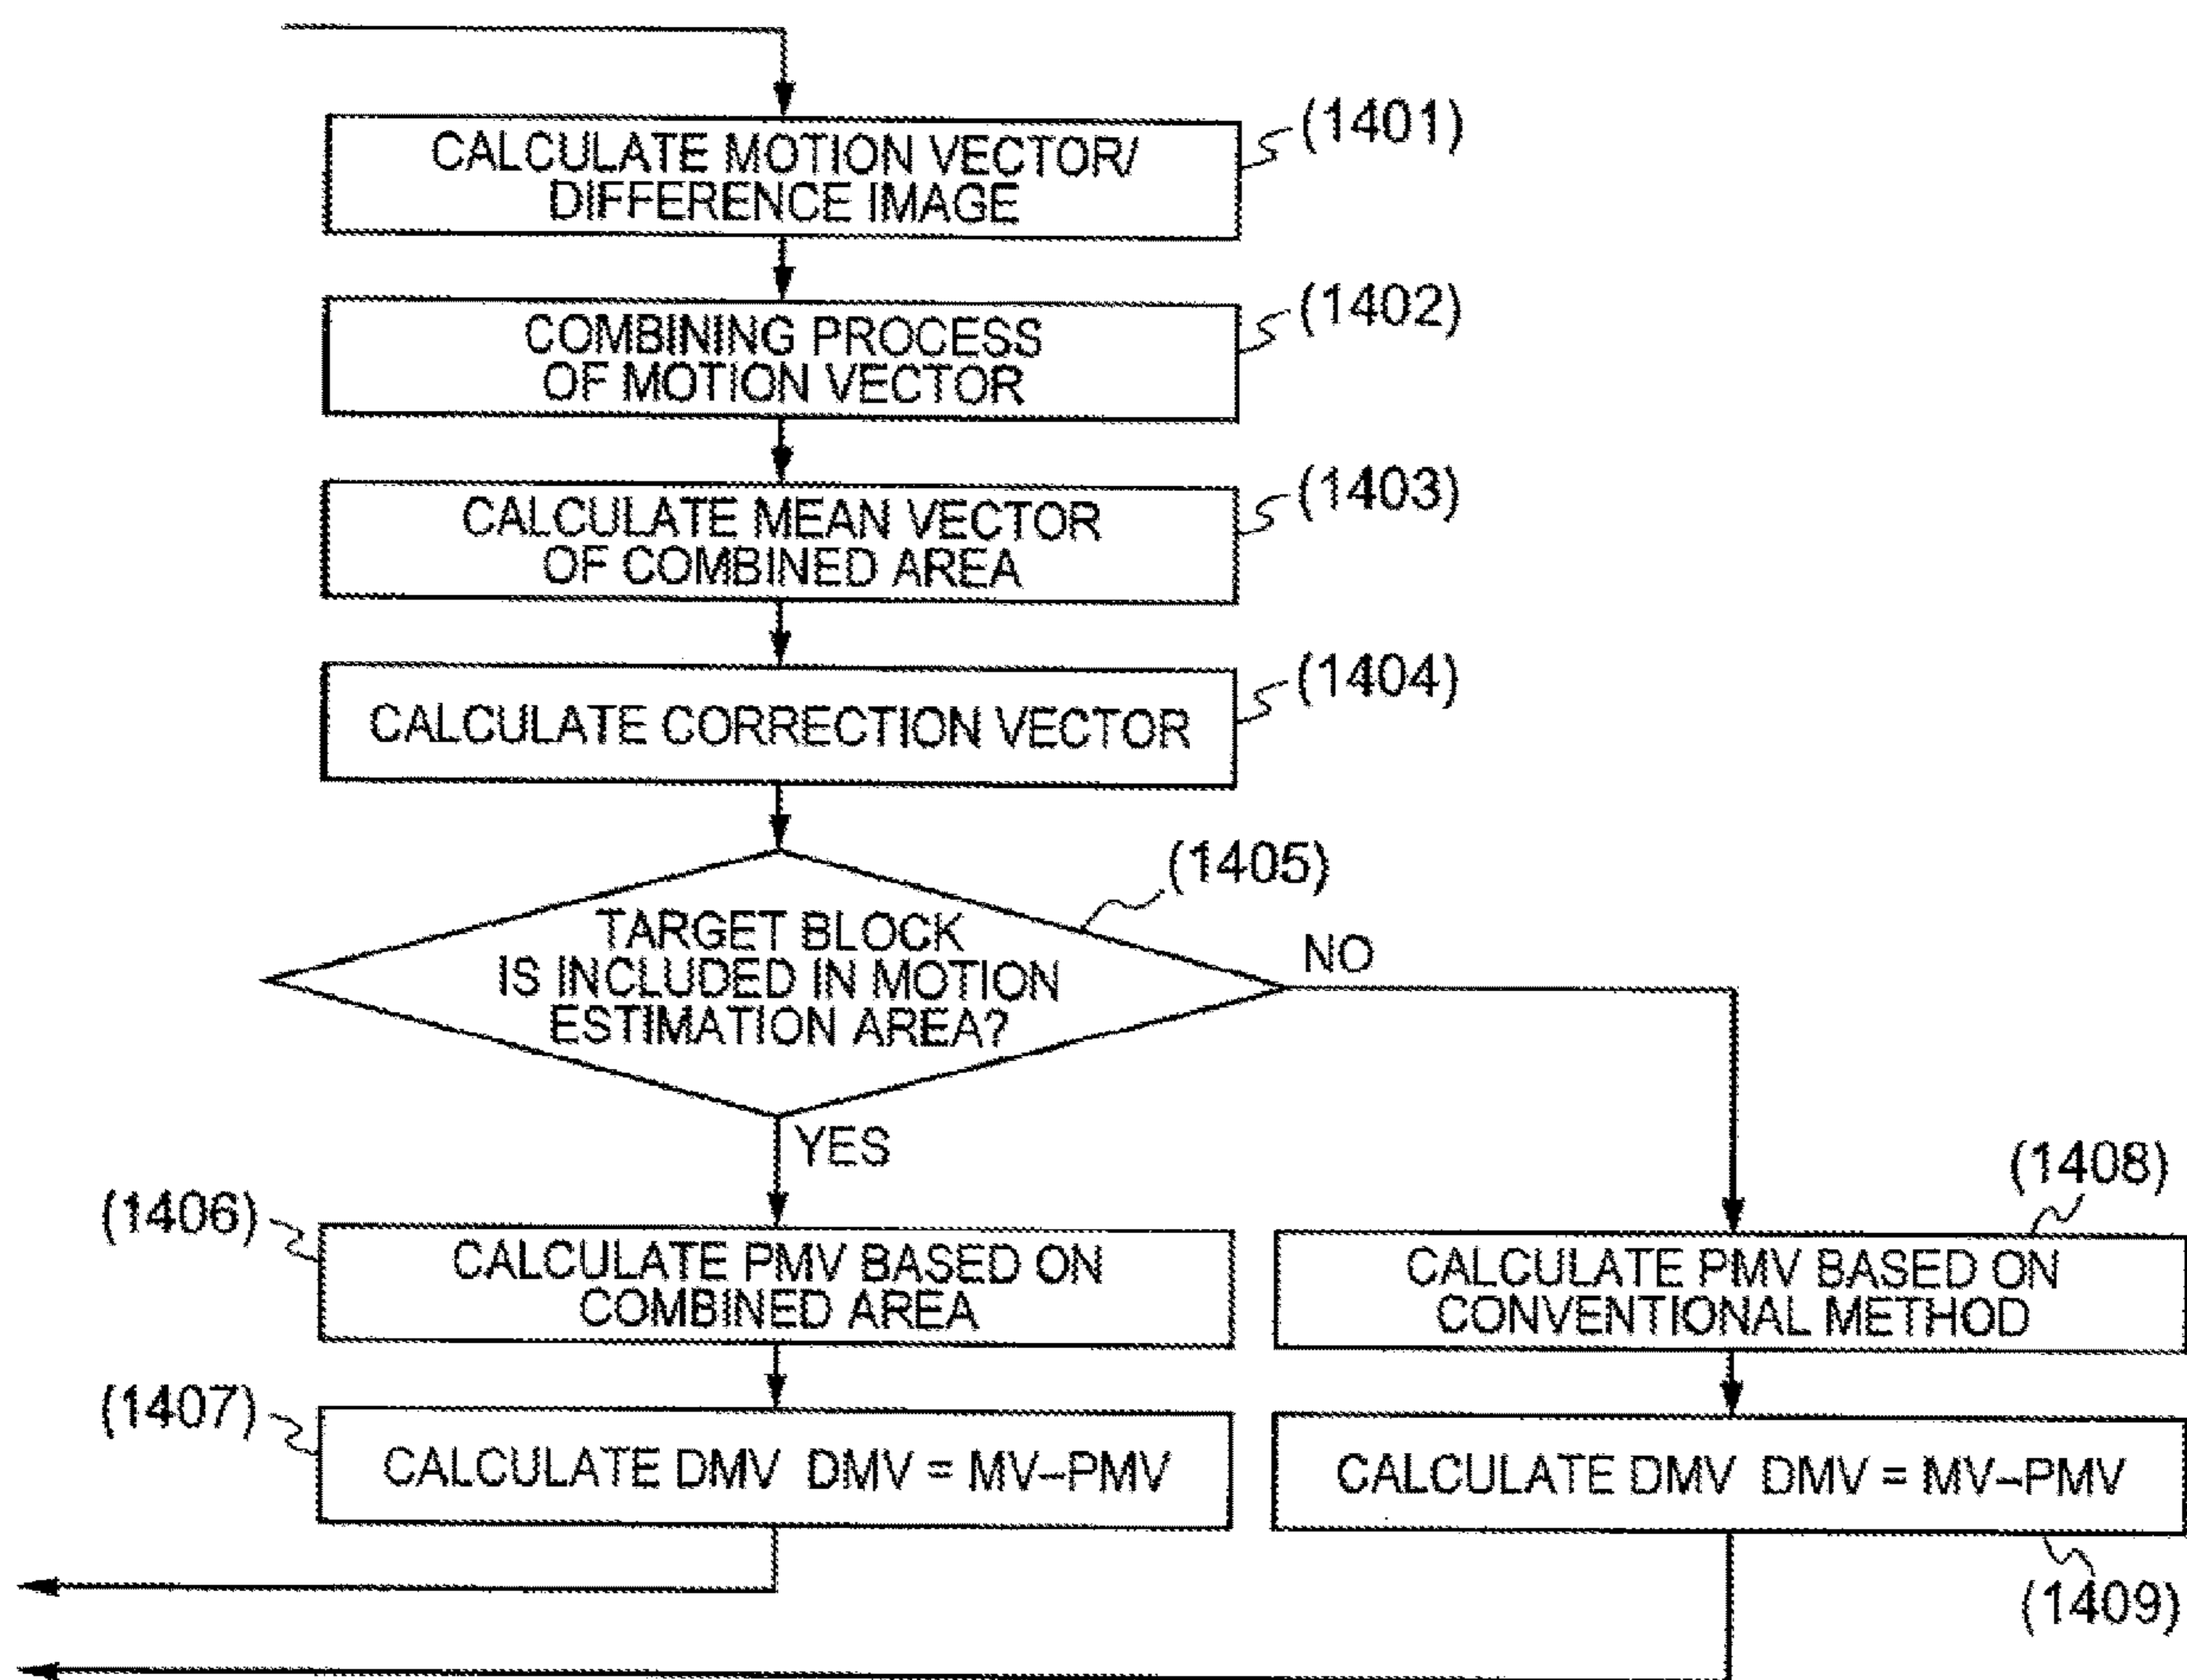 (1401)
CALCULATE MOTION VECTOR/
DIFFERENCE IMAGE
(1402)
COMBINING PROCESS
OF MOTION VECTOR
(1403)
CALCULATE MEAN VECTOR
OF COMBINED AREA
(1404)
CALCULATE CORRECTION VECTOR
(1405)
TARGET BLOCK
IS INCLUDED IN MOTION
ESTIMATION AREA?
NO
YES
(1406)
CALCULATE PMV BASED ON
COMBINED AREA
(1408)
CALCULATE PMV BASED ON
CONVENTIONAL METHOD
(1407)
CALCULATE DMV DMV = MV–PMV
CALCULATE DMV DMV = MV–PMV
(1409)